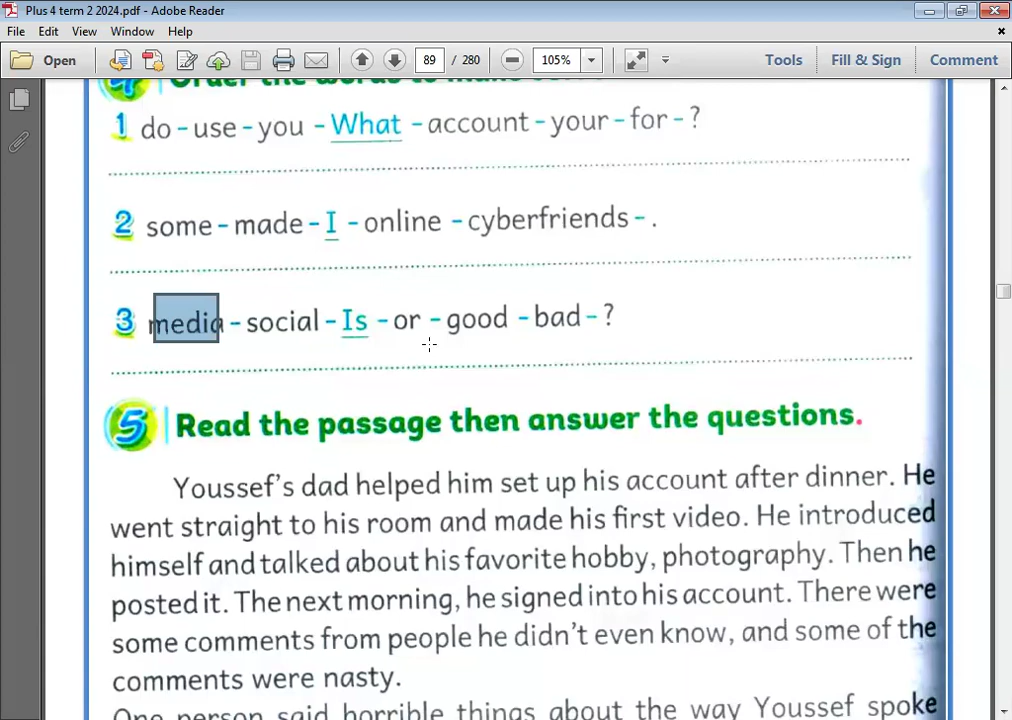 Plus 4 term 2 2024.pdf - Adobe Reader
File Edit View Window Help
Open 89 / 280 105% Tools Fill & Sign Comment
4 Order the words to make
1 do - use - you - What - account - your - for - ?
2 some - made - I - online - cyberfriends - .
3 media - social - Is - or - good - bad - ?
5 Read the passage then answer the questions.
Youssef's dad helped him set up his account after dinner. He
went straight to his room and made his first video. He introduced
himself and talked about his favorite hobby, photography. Then he
posted it. The next morning, he signed into his account. There were
some comments from people he didn't even know, and some of the
comments were nasty.
One person said horrible things about the way Youssef spoke